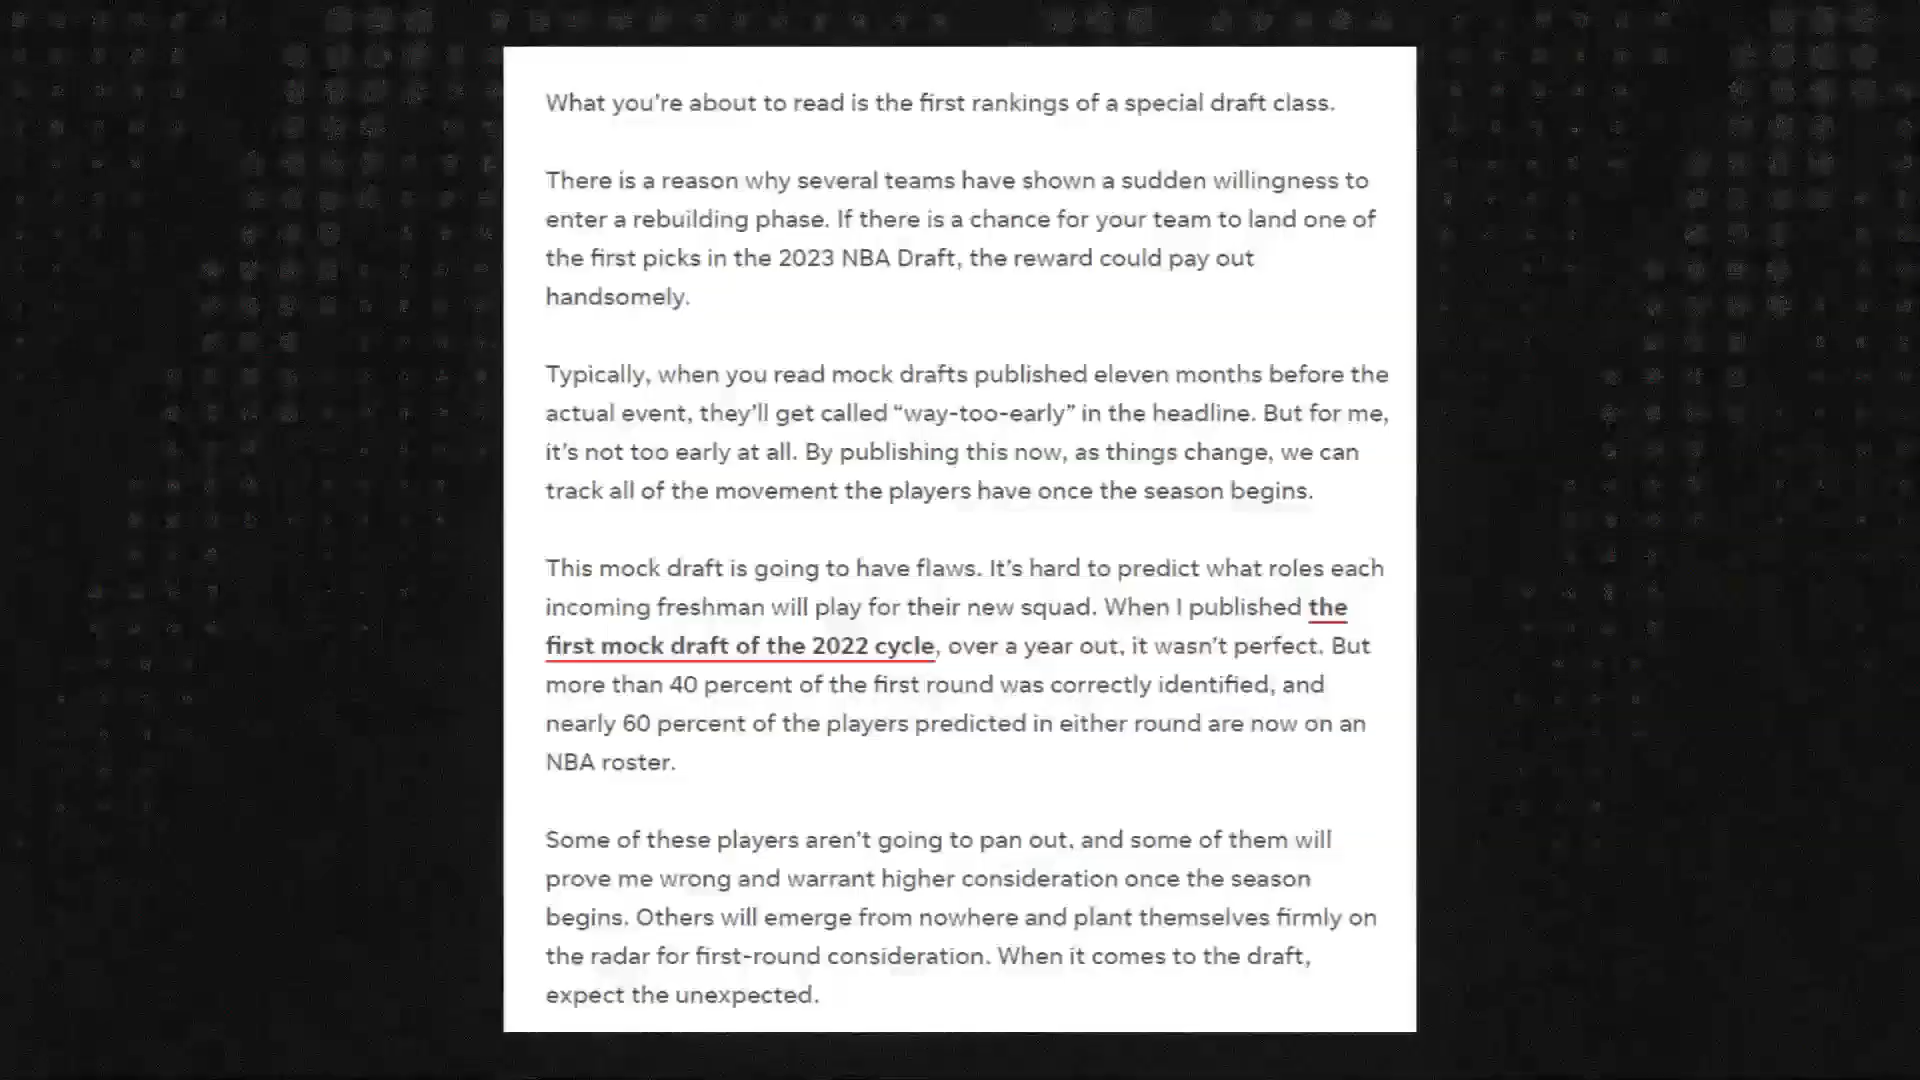 What you’re about to read is the first rankings of a special draft class.
There is a reason why several teams have shown a sudden willingness to
enter a rebuilding phase. If there is a chance for your team to land one of
the first picks in the 2023 NBA Draft, the reward could pay out
handsomely.
Typically, when you read mock drafts published eleven months before the
actual event, they’ll get called “way-too-early” in the headline. But for me,
it’s not too early at all. By publishing this now, as things change, we can
track all of the movement the players have once the season begins.
This mock draft is going to have flaws. It’s hard to predict what roles each
incoming freshman will play for their new squad. When I published the
first mock draft of the 2022 cycle, over a year out, it wasn’t perfect. But
more than 40 percent of the first round was correctly identified, and
nearly 60 percent of the players predicted in either round are now on an
NBA roster.
Some of these players aren’t going to pan out, and some of them will
prove me wrong and warrant higher consideration once the season
begins. Others will emerge from nowhere and plant themselves firmly on
the radar for first-round consideration. When it comes to the draft,
expect the unexpected.